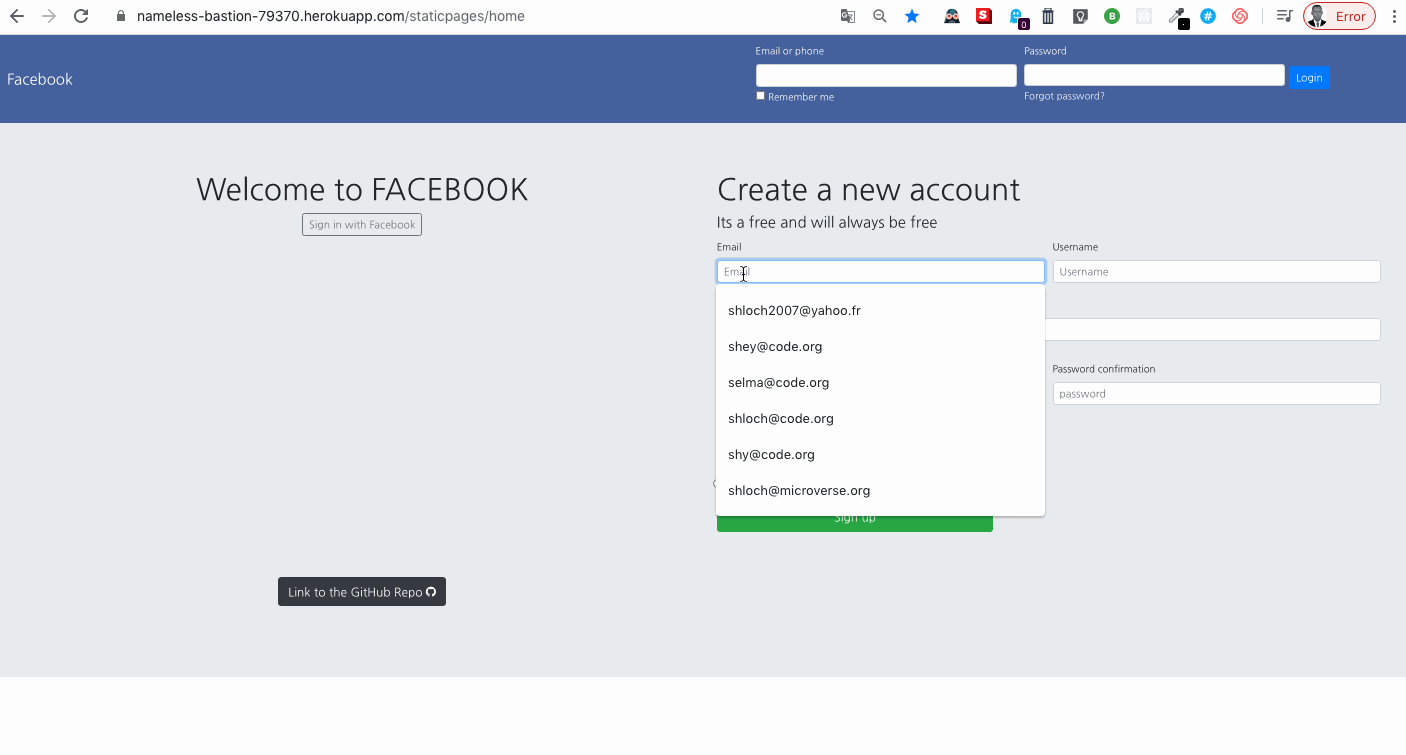 nameless-bastion-79370.herokuapp.com/staticpages/home
S
0
B
#
Error
Facebook
Email or phone
Password
Login
Remember me
Forgot password?
Welcome to FACEBOOK
Sign in with Facebook
Create a new account
Its a free and will always be free
Email
Username
Email
Username
shloch2007@yahoo.fr
shey@code.org
selma@code.org
shloch@code.org
shy@code.org
shloch@microverse.org
Password confirmation
password
Sign up
Link to the GitHub Repo